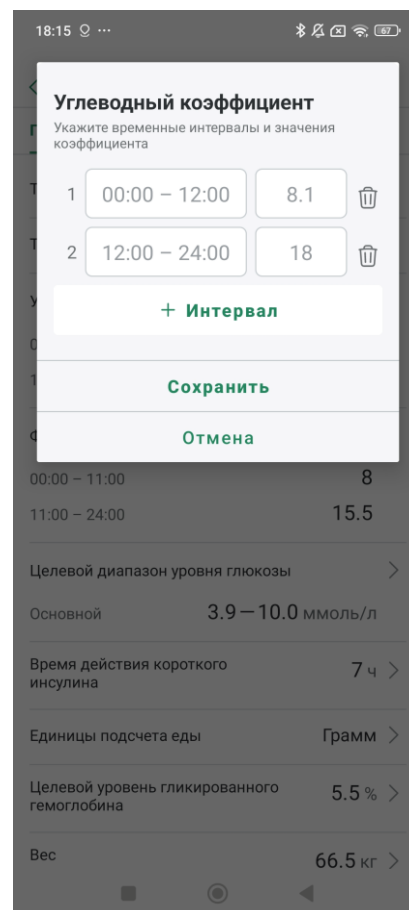 18:15
67
Углеводный коэффициент
Укажите временные интервалы и значения
коэффициента
1 00:00 – 12:00 8.1
2 12:00 – 24:00 18
+ Интервал
Сохранить
Отмена
00:00 – 11:00 8
11:00 – 24:00 15.5
Целевой диапазон уровня глюкозы
Основной 3.9 — 10.0 ммоль/л
Время действия короткого
инсулина 7 ч
Единицы подсчета еды Грамм
Целевой уровень гликированного
гемоглобина 5.5 %
Вес 66.5 кг